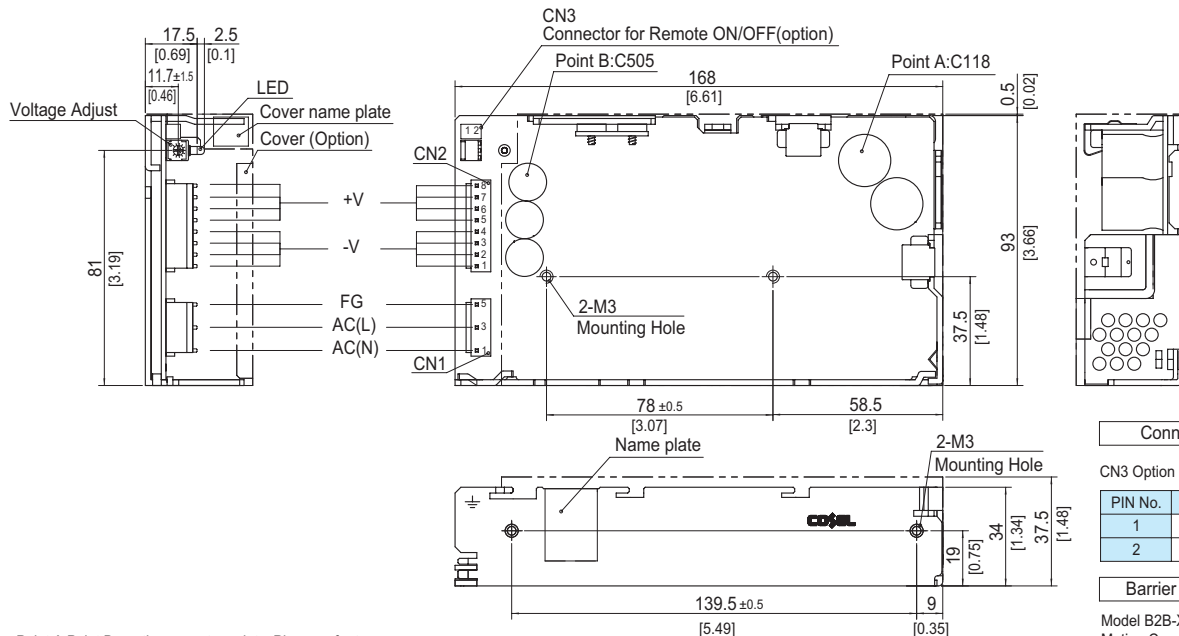 CN3
Connector for Remote ON/OFF(option)
Point B:C505
Point A:C118
17.5
[0.69]
2.5
[0.1]
11.7±1.5
[0.46]
LED
Voltage Adjust
Cover name plate
Cover (Option)
168
[6.61]
0.5
[0.02]
1 2
CN2
8
7
6
5
4
3
2
1
+V
-V
81
[3.19]
93
[3.66]
FG
AC(L)
AC(N)
5
3
1
CN1
2-M3
Mounting Hole
37.5
[1.48]
78 ±0.5
[3.07]
58.5
[2.3]
Name plate
2-M3
Mounting Hole
COSEL
19
[0.75]
34
[1.34]
37.5
[1.48]
139.5 ±0.5
[5.49]
9
[0.35]
CN3 Option
PIN No.
1
2
Barrier
Model B2B-X